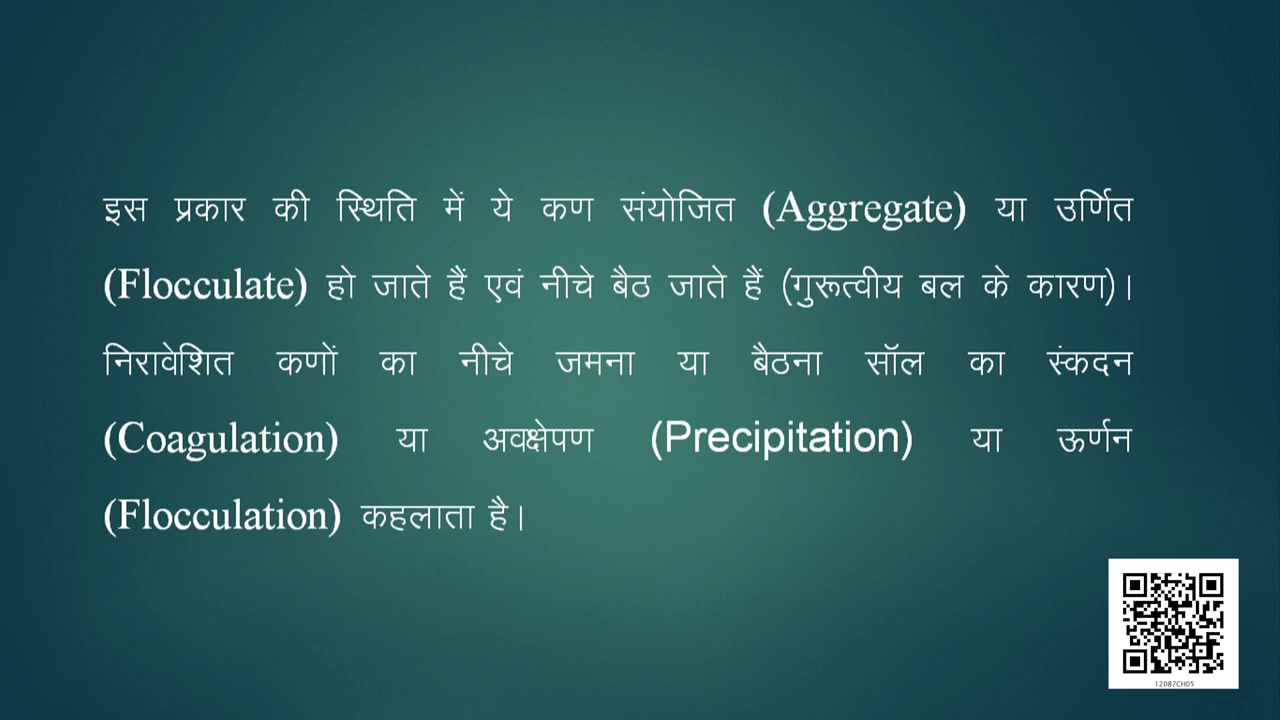 इस प्रकार की स्थिति में ये कण संयोजित (Aggregate) या उर्णित
(Flocculate) हो जाते हैं एवं नीचे बैठ जाते हैं (गुरूत्वीय बल के कारण)।
निरावेशित कणों का नीचे जमना या बैठना सॉल का स्ंकदन
(Coagulation) या अवक्षेपण (Precipitation) या ऊर्णन
(Flocculation) कहलाता है।
12087CH05